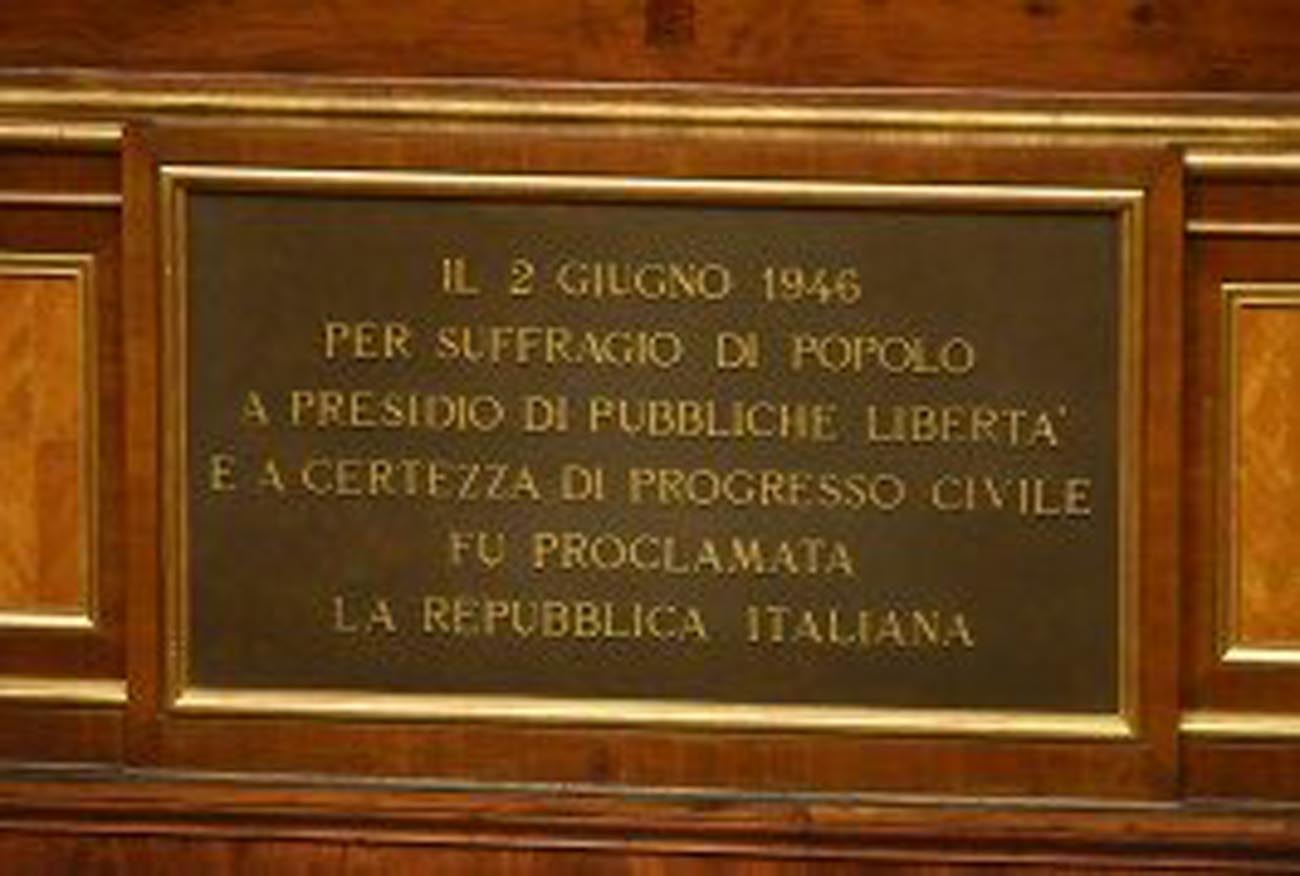 IL 2 GIUGNO 1946
PER SUFFRAGIO DI POPOLO
A PRESIDIO DI PUBBLICHE LIBERTA'
E A CERTEZZA DI PROGRESSO CIVILE
FU PROCLAMATA
LA REPUBBLICA ITALIANA